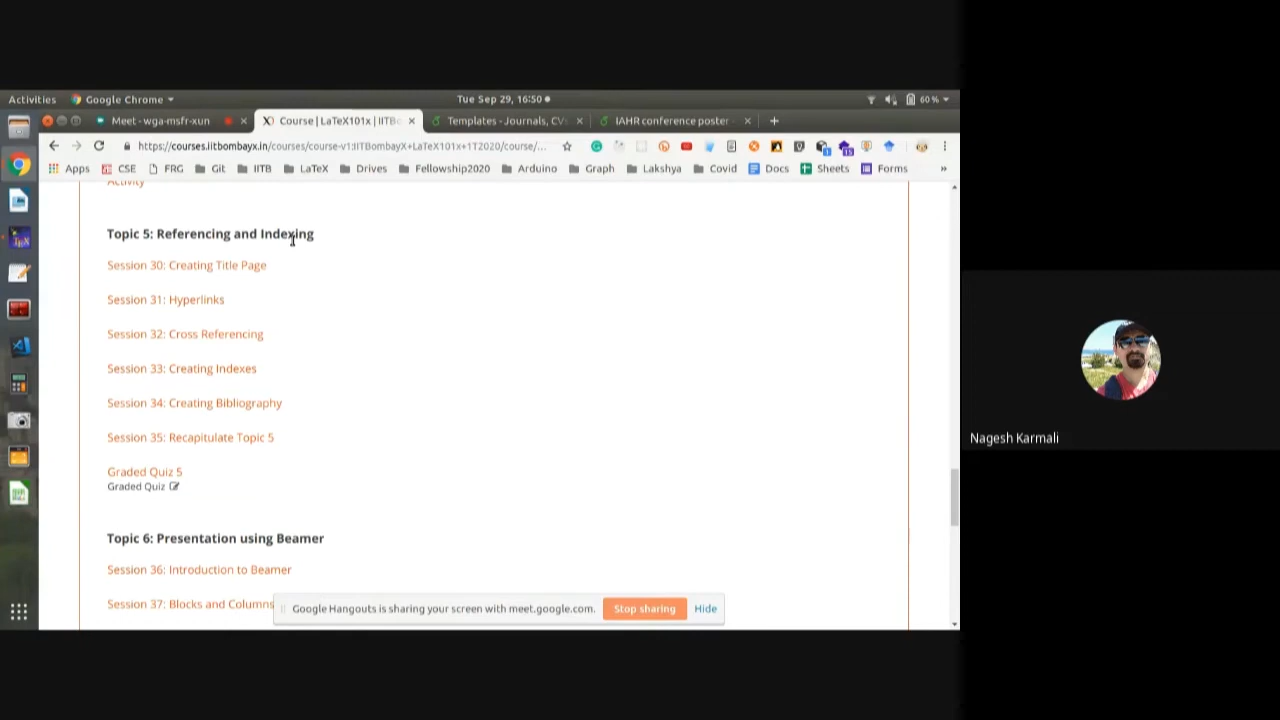 Activities Google Chrome Tue Sep 29, 16:50 60 %
Meet - wga-msfr-xun Course | LaTeX101x | IITBo Templates - Journals, CV IAHR conference poster -
https://courses.iitbombayx.in/courses/course-v1:IITBombayX+LaTeX101x+1T2020/course/...
Apps CSE FRG Git IITB LaTeX Drives Fellowship2020 Arduino Graph Lakshya Covid Docs Sheets Forms »
Activity
Topic 5: Referencing and Indexing
Session 30: Creating Title Page
Session 31: Hyperlinks
Session 32: Cross Referencing
Session 33: Creating Indexes
Session 34: Creating Bibliography
Session 35: Recapitulate Topic 5
Graded Quiz 5
Graded Quiz
Topic 6: Presentation using Beamer
Session 36: Introduction to Beamer
Session 37: Blocks and Columns
Google Hangouts is sharing your screen with meet.google.com. Stop sharing Hide
Nagesh Karmali